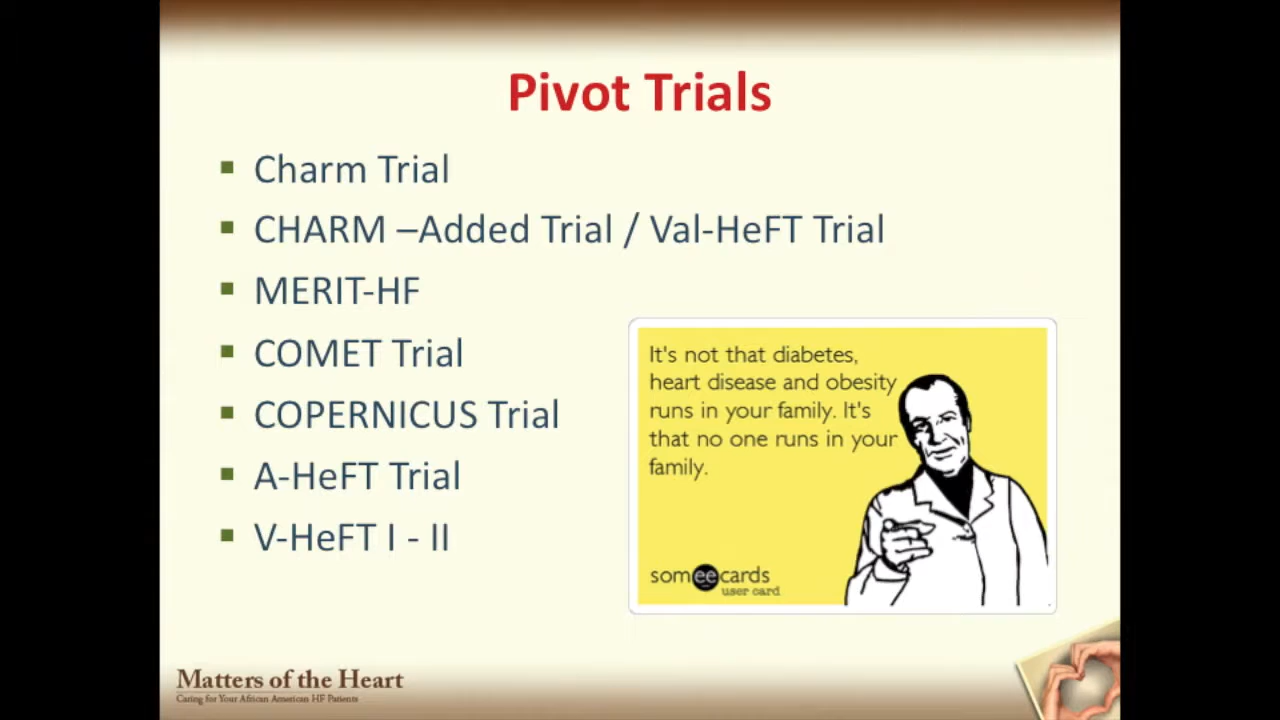 Pivot Trials
Charm Trial
CHARM –Added Trial / Val-HeFT Trial
MERIT-HF
COMET Trial
COPERNICUS Trial
A-HeFT Trial
V-HeFT I - II
It's not that diabetes,
heart disease and obesity
runs in your family. It's
that no one runs in your
family.
someecards
user card
Matters of the Heart
Caring for Your African American HF Patients